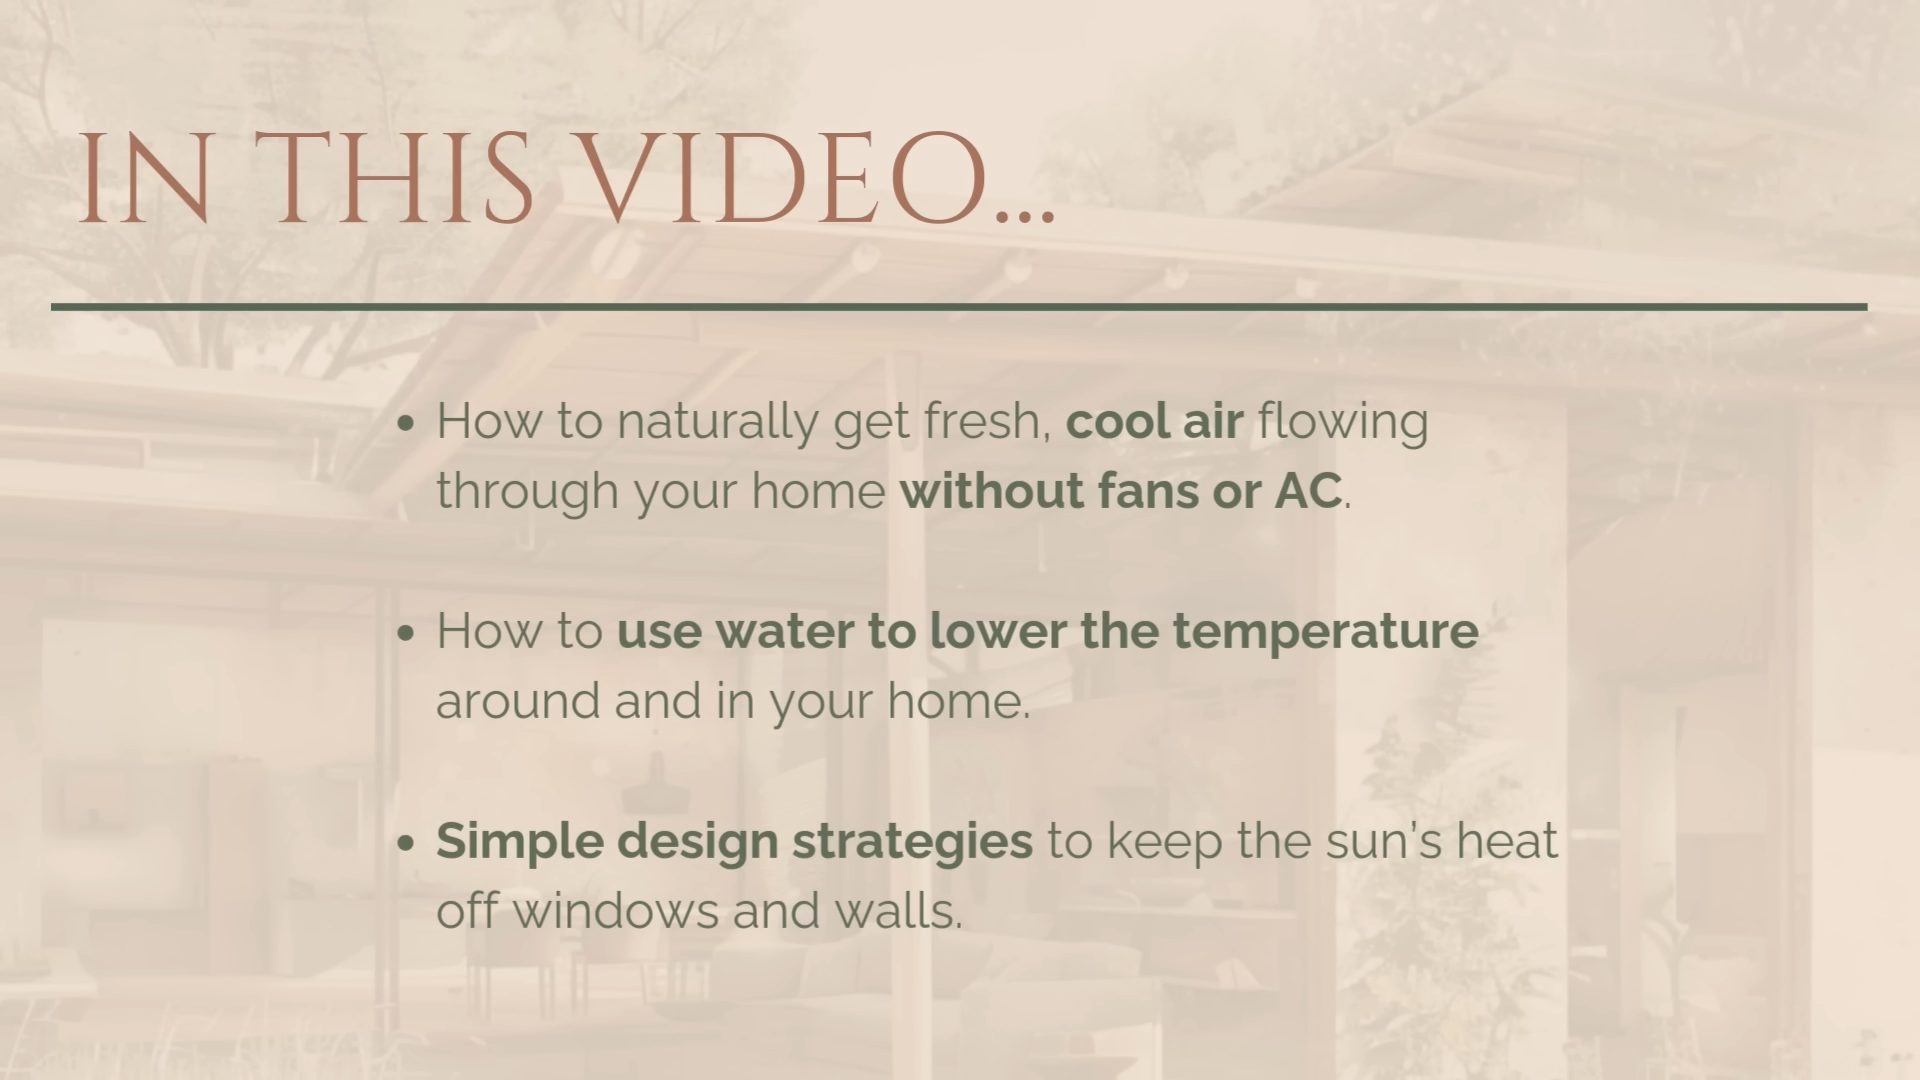 IN THIS VIDEO...
• How to naturally get fresh, cool air flowing
through your home without fans or AC.
• How to use water to lower the temperature
around and in your home.
• Simple design strategies to keep the sun’s heat
off windows and walls.